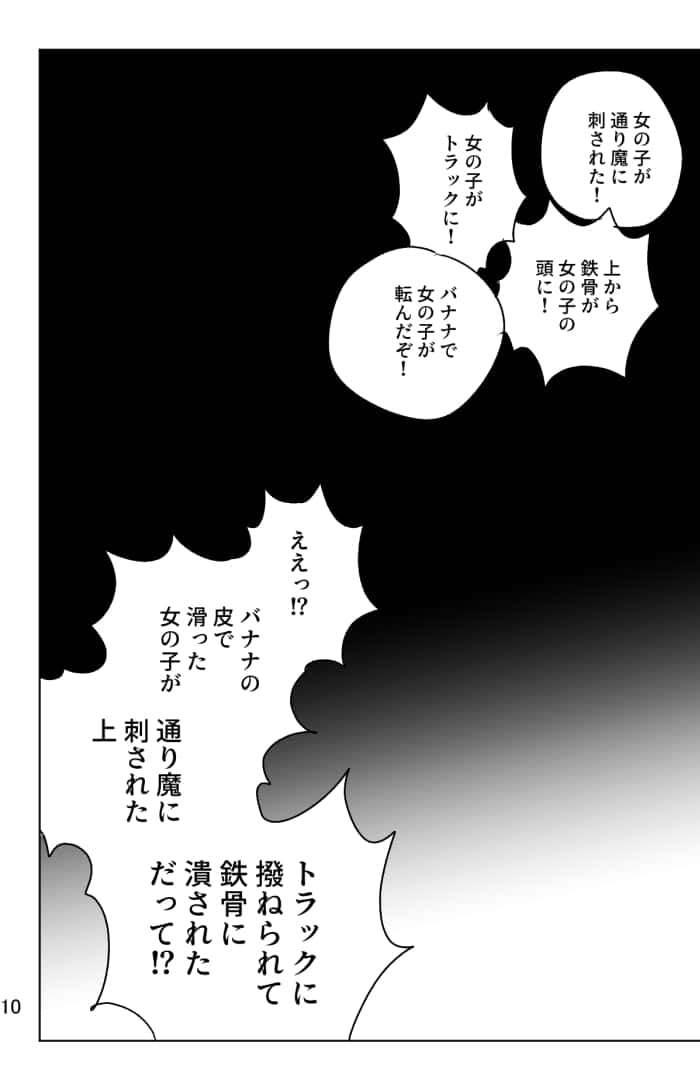 女の子が
通り魔に
刺された！
上から
鉄骨が
女の子の
頭に！
女の子が
トラックに！
バナナで
女の子が
転んだぞ！
ええっ!?
バナナの
皮で
滑った
女の子が
通り魔に
刺された
上
トラックに
撥ねられて
鉄骨に
潰された
だって!?
10